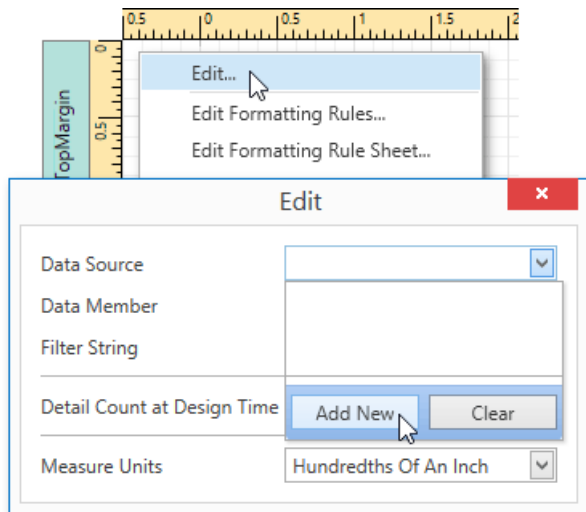 0.5 0 0.5 1 1.5 2
0
Edit...
TopMargin
0.5
Edit Formatting Rules...
Edit Formatting Rule Sheet...
Edit
Data Source
Data Member
Filter String
Detail Count at Design Time
Add New
Clear
Measure Units
Hundredths Of An Inch